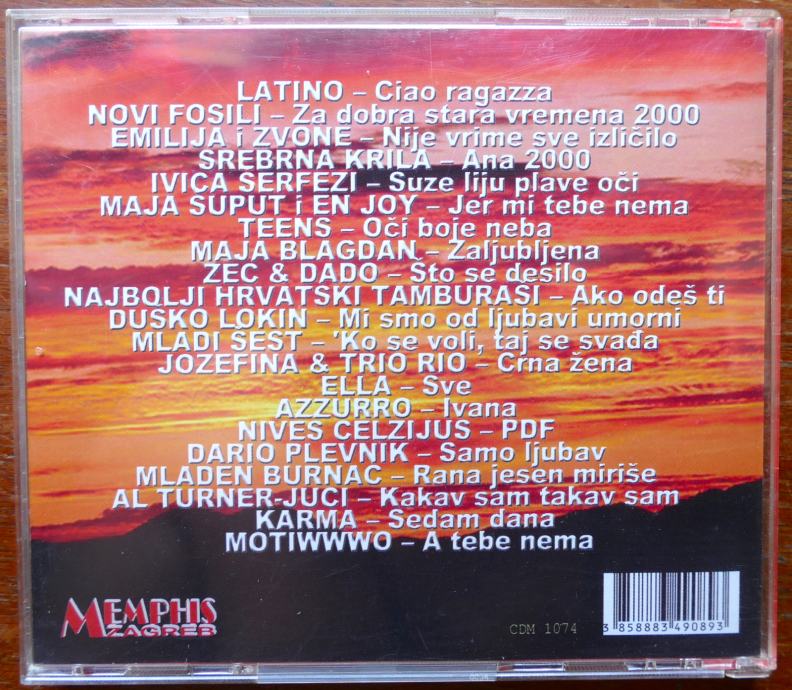 LATINO – Ciao ragazza
NOVI FOSILI – Za dobra stara vremena 2000
EMILIJA i ZVONE – Nije vrime sve izličilo
SREBRNA KRILA – Ana 2000
IVICA ŠERFEZI – Suze liju plave oči
MAJA ŠUPUT i EN JOY – Jer mi tebe nema
TEENS – Oči boje neba
MAJA BLAGDAN – Zaljubljena
ZEC & DADO – Što se desilo
NAJBOLJI HRVATSKI TAMBURAŠI – Ako odeš ti
DUŠKO LOKIN – Mi smo od ljubavi umorni
MLADI ŠEST – 'Ko se voli, taj se svađa
JOZEFINA & TRIO RIO – Crna žena
ELLA – Sve
AZZURRO – Ivana
NIVES CELZIJUS – PDF
DARIO PLEVNIK – Samo ljubav
MLADEN BURNAĆ – Rana jesen miriše
AL TURNER-JUCI – Kakav sam takav sam
KARMA – Sedam dana
MOTIWWWO – A tebe nema
MEMPHIS
ZAGREB
CDM 1074
3 858883 490893